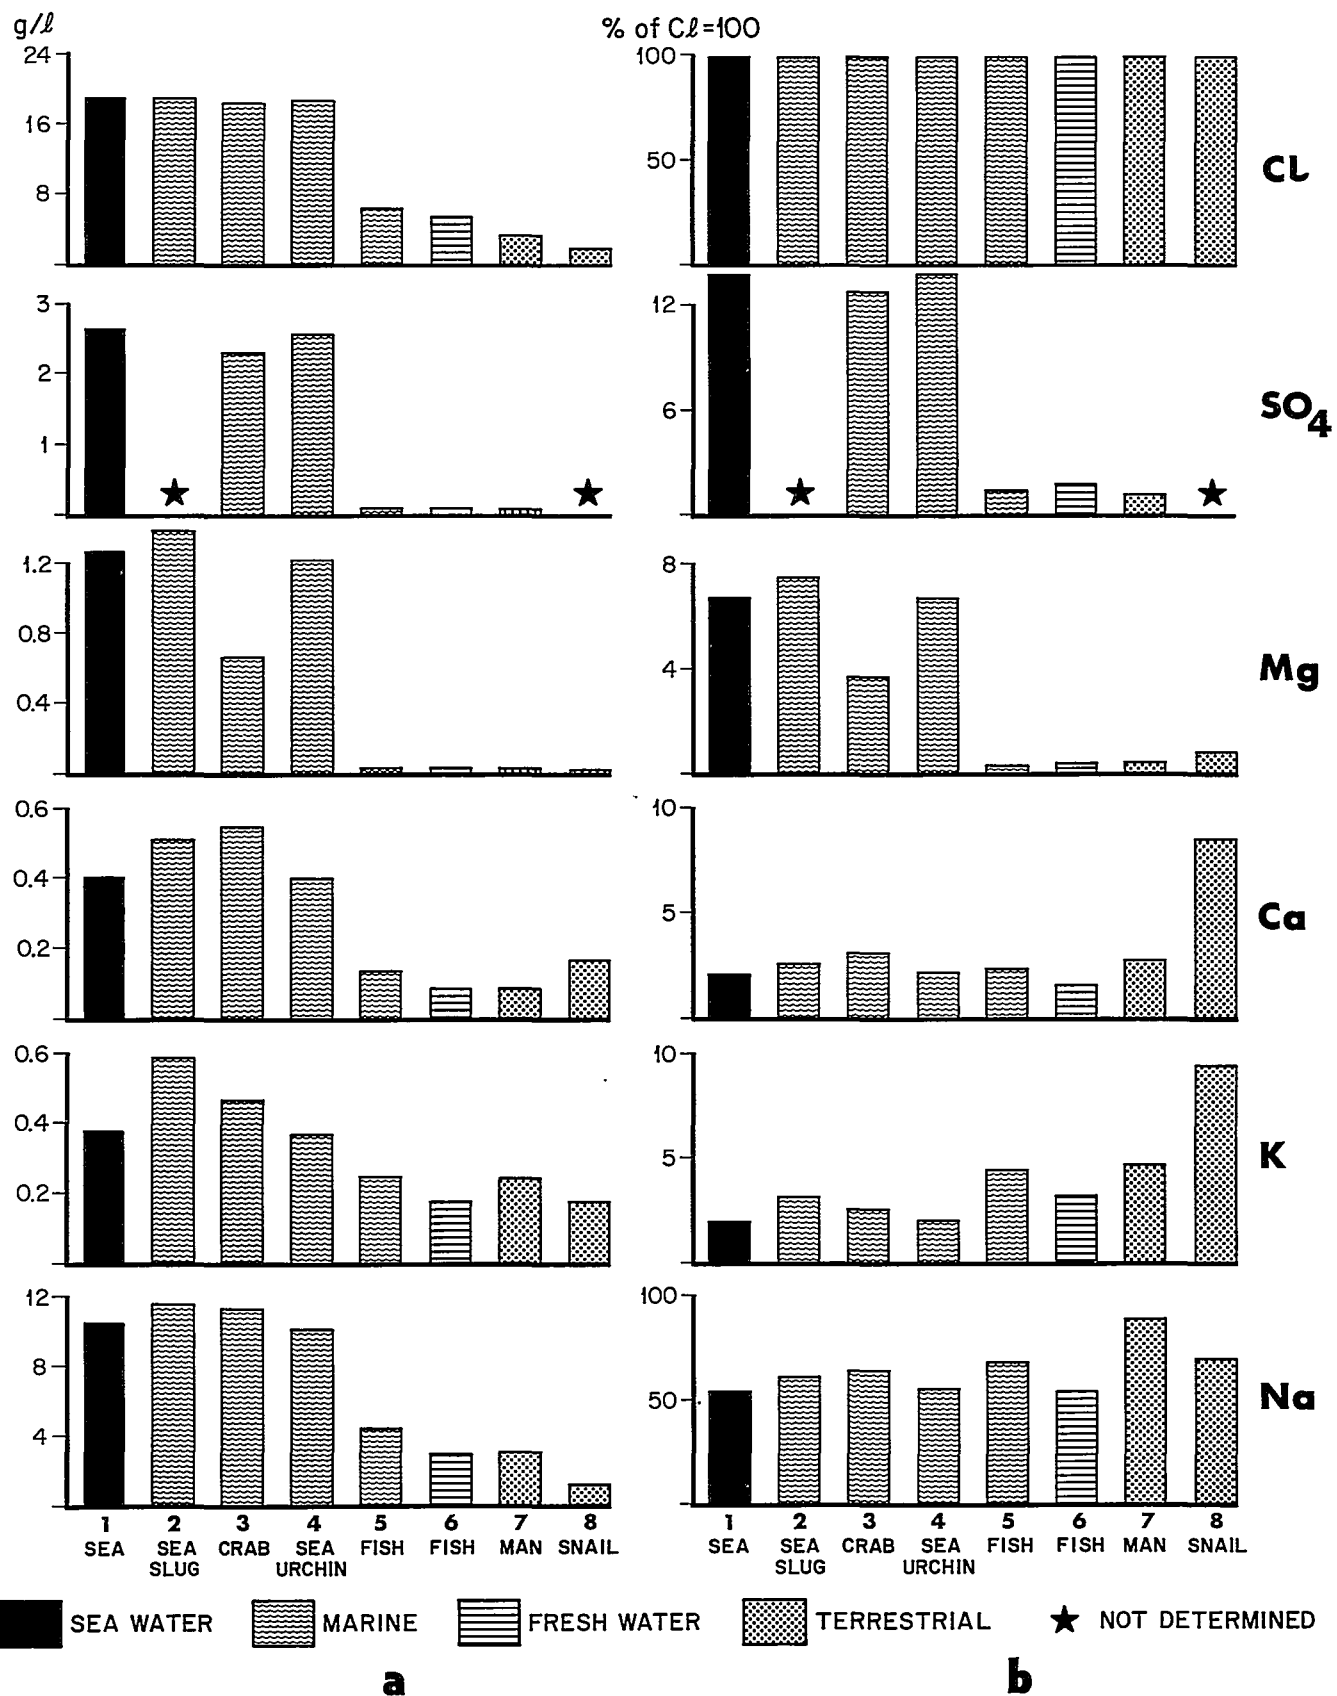 g/ℓ
% of Cℓ=100
24
16
8
100
50
CL
3
2
1
★
★
12
6
★
★
SO4
1.2
0.8
0.4
8
4
Mg
0.6
0.4
0.2
10
5
Ca
0.6
0.4
0.2
10
5
K
12
8
4
100
50
Na
1 2 3 4 5 6 7 8
SEA SEA CRAB SEA FISH FISH MAN SNAIL
SLUG URCHIN
1 2 3 4 5 6 7 8
SEA SEA CRAB SEA FISH FISH MAN SNAIL
SLUG URCHIN
SEA WATER
MARINE
FRESH WATER
TERRESTRIAL
★ NOT DETERMINED
a
b